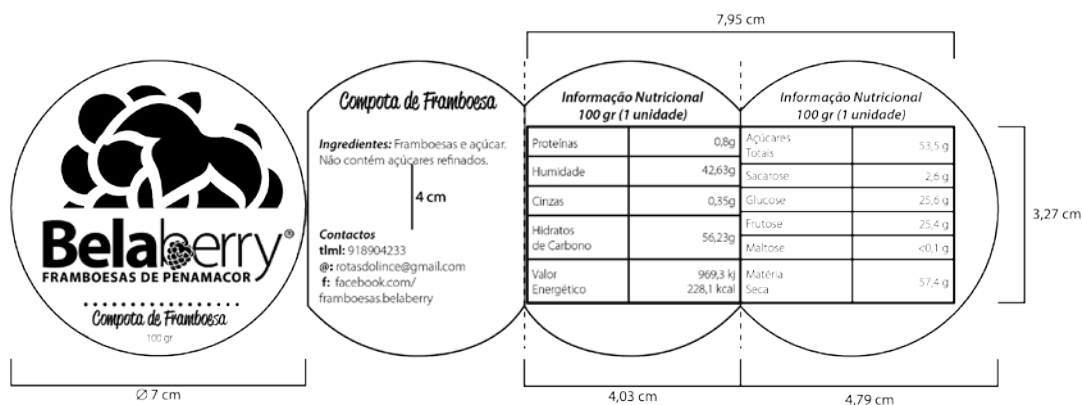 7,95 cm
Belaberry®
FRAMBOESAS DE PENAMACOR
Compota de Framboesa
100 gr
Ø 7 cm
Compota de Framboesa
Ingredientes: Framboesas e açúcar.
Não contém açúcares refinados.
4 cm
Contactos
tlml: 918904233
@: rotasdolince@gmail.com
f: facebook.com/
framboesas.belaberry
Informação Nutricional
100 gr (1 unidade)
Proteínas 0,8g
Humidade 42,63g
Cinzas 0,35g
Hidratos
de Carbono 56,23g
Valor 969,3 kj
Energético 228,1 kcal
4,03 cm
Informação Nutricional
100 gr (1 unidade)
Açúcares
Totais 53,5 g
Sacarose 2,6 g
Glucose 25,6 g
Frutose 25,4 g
Maltose <0,1 g
Matéria
Seca 57,4 g
3,27 cm
4,79 cm